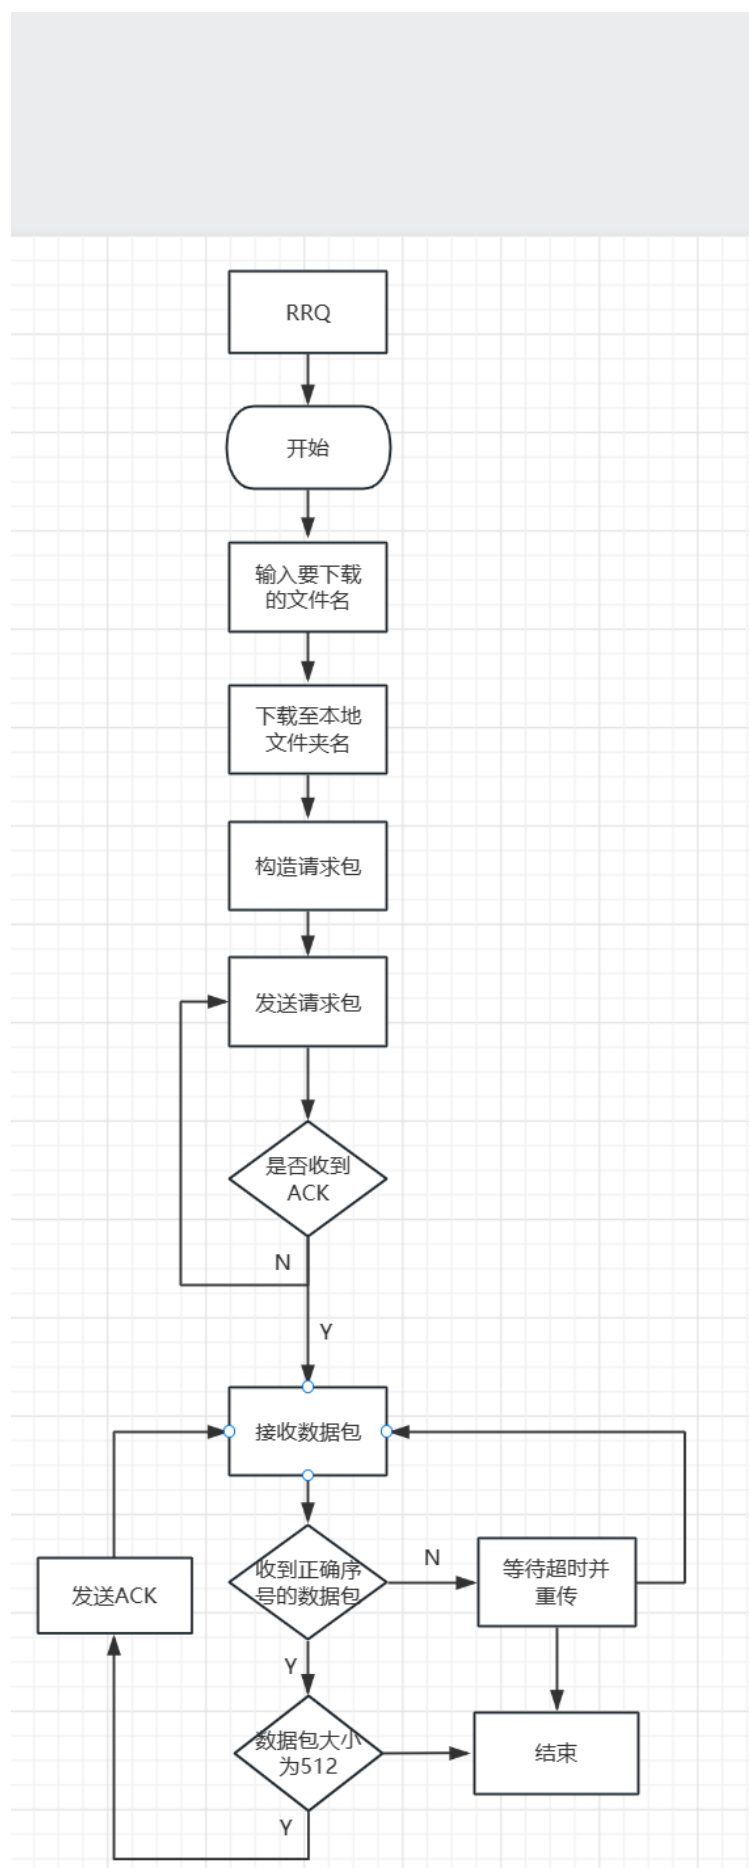 RRQ
开始
输入要下载
的文件名
下载至本地
文件夹名
构造请求包
发送请求包
是否收到
ACK
N
Y
接收数据包
收到正确序
号的数据包
N
等待超时并
重传
发送ACK
Y
数据包大小
为512
结束
Y